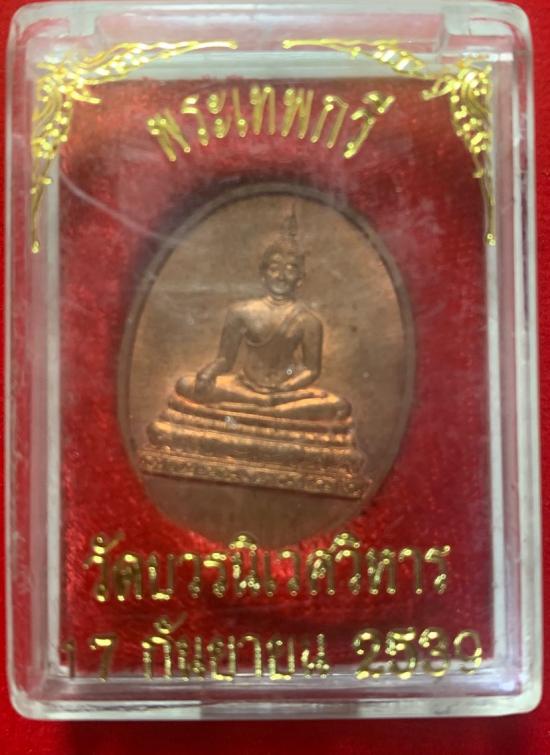 พระเทพกวี
วัดบวรนิเวศวิหาร
17 กันยายน 2539